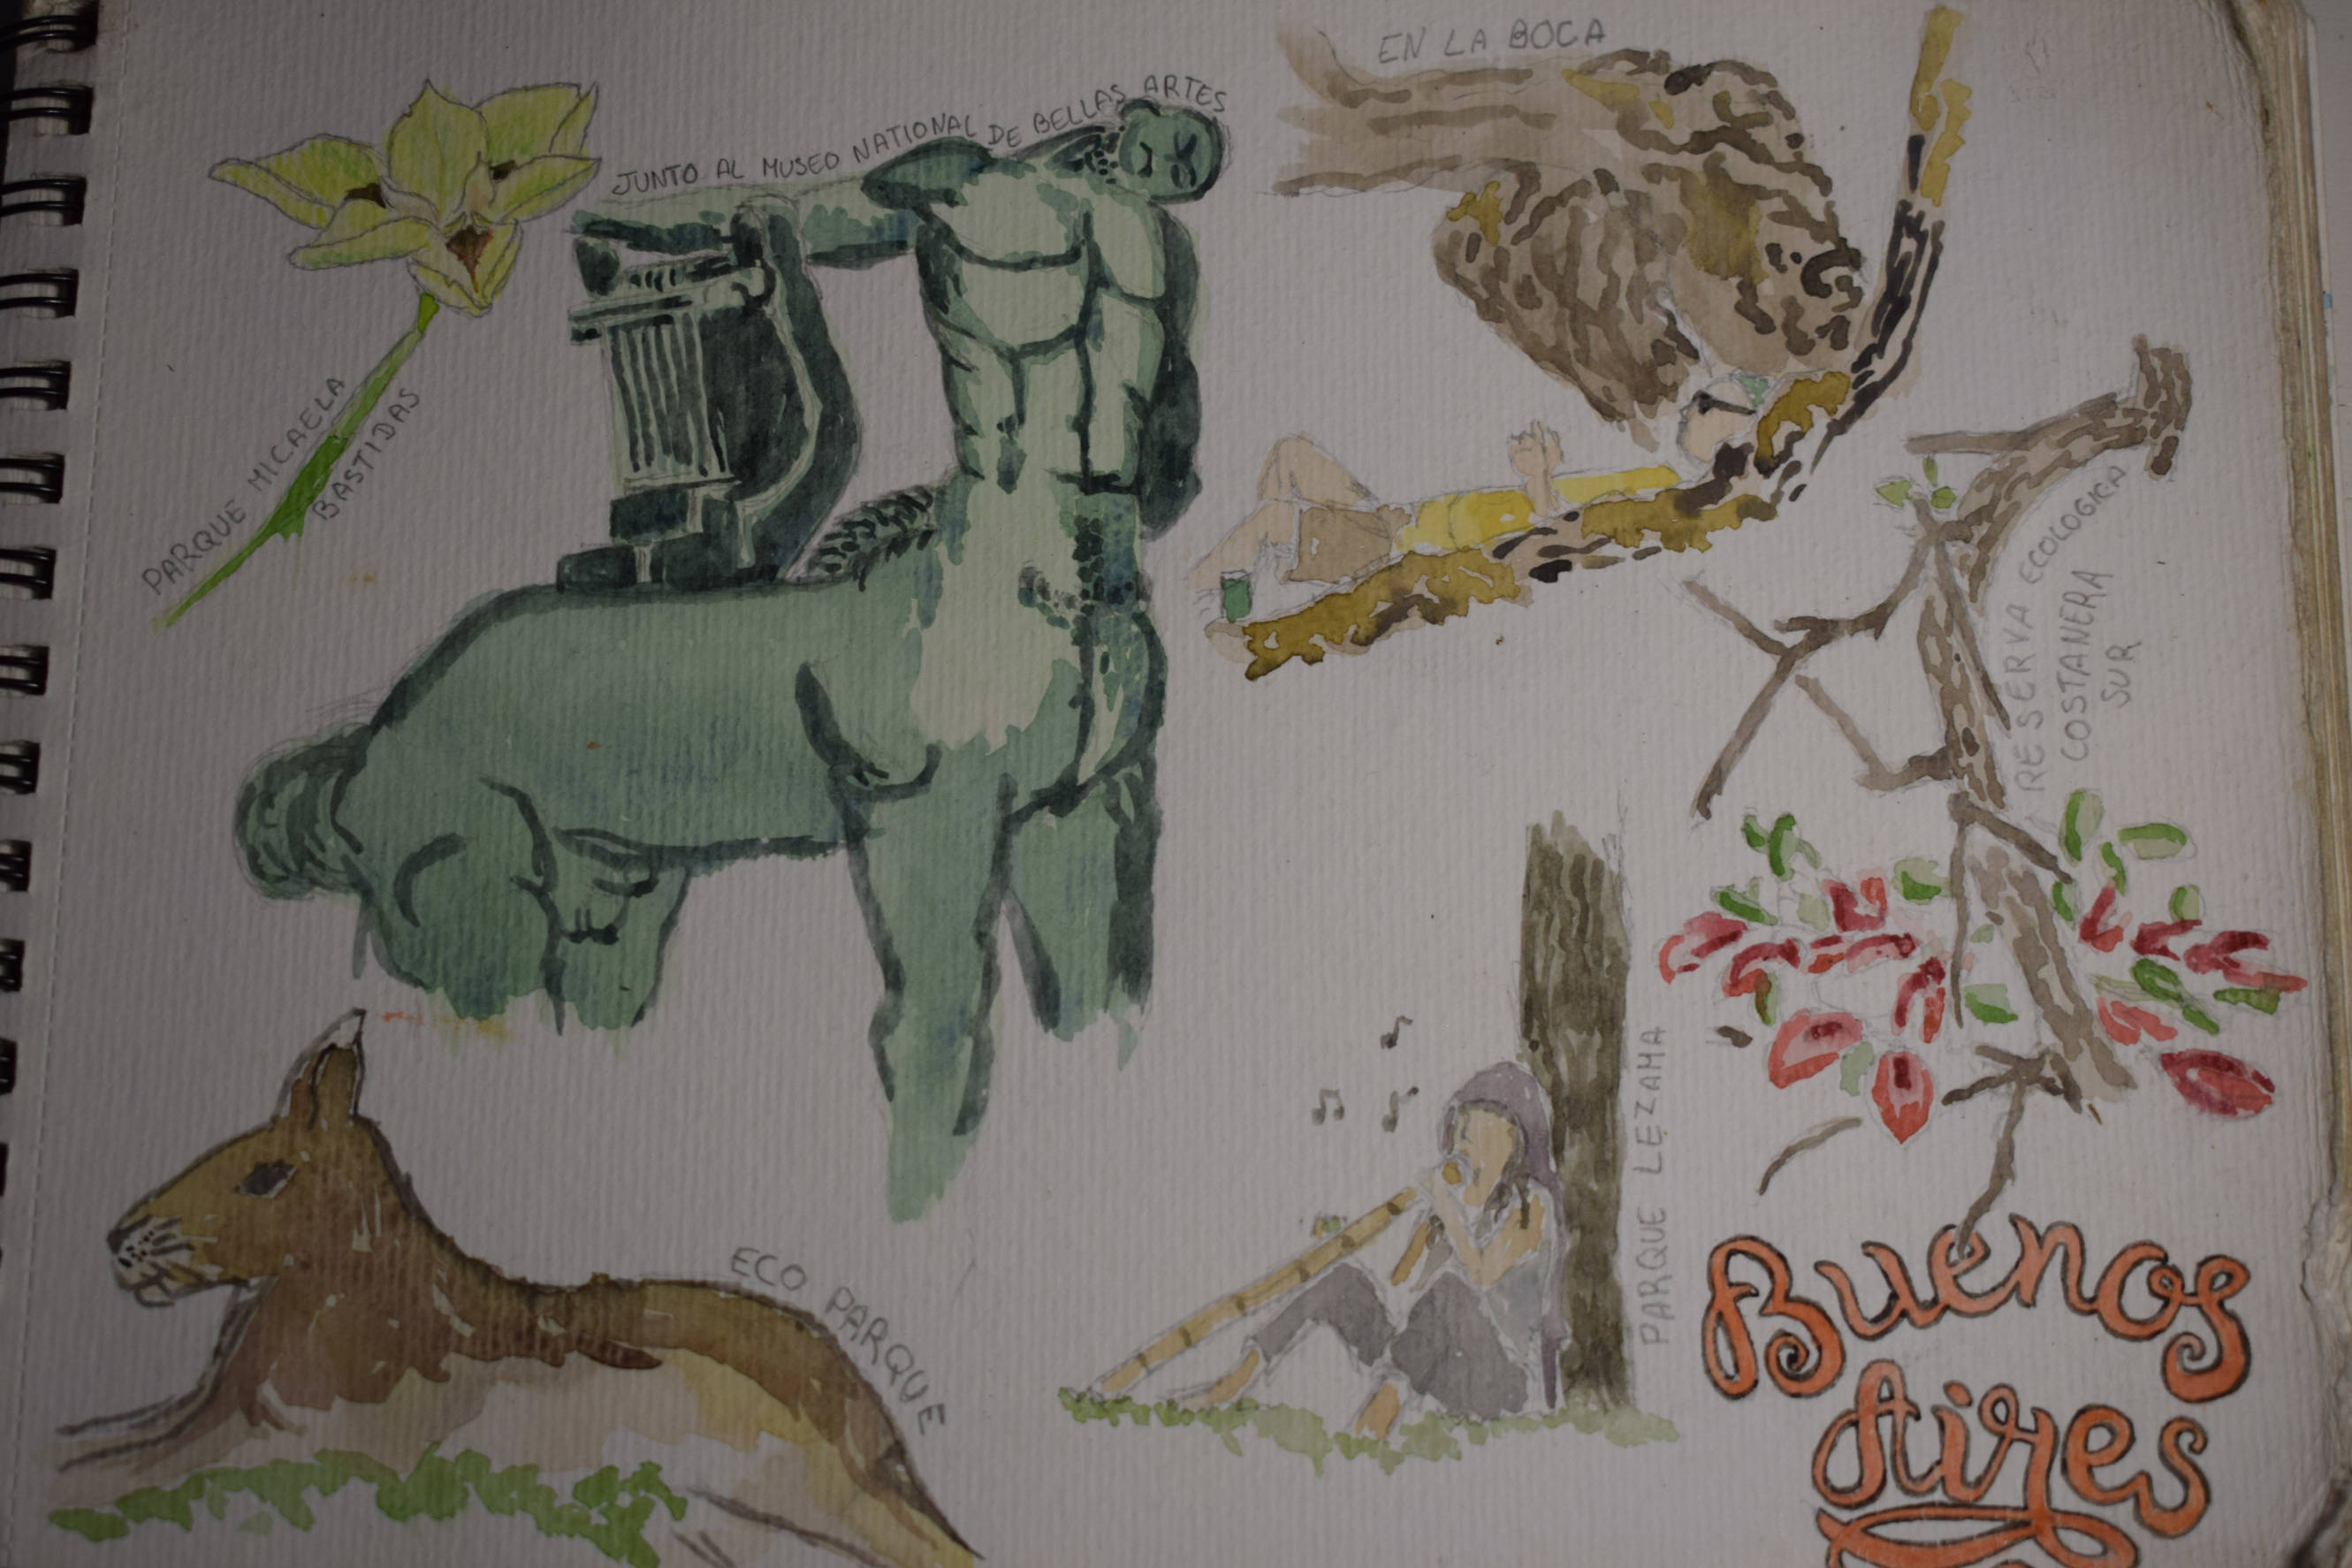 EN LA BOCA
JUNTO AL MUSEO NATIONAL DE BELLAS ARTES
PARQUE MICAELA
BASTIDAS
RESERVA ECOLOGICA
COSTANERA
SUR
PARQUE LEZAMA
ECO PARQUE
Buenos
Aires